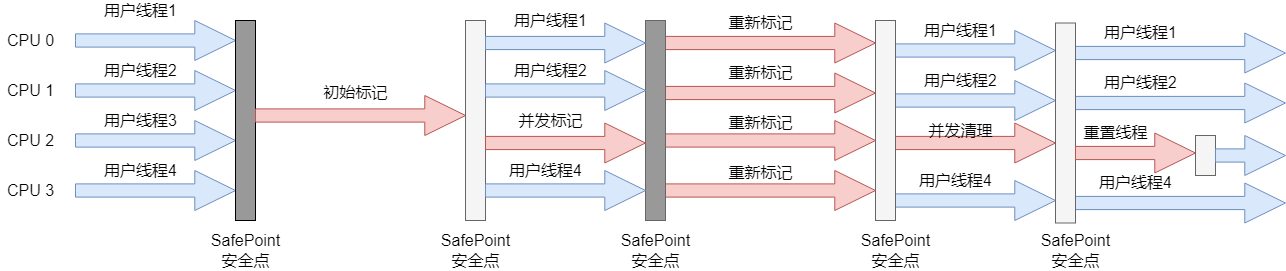 CPU 0
用户线程1
用户线程1
重新标记
用户线程1
用户线程1
CPU 1
用户线程2
初始标记
用户线程2
重新标记
用户线程2
用户线程2
CPU 2
用户线程3
并发标记
重新标记
并发清理
重置线程
CPU 3
用户线程4
用户线程4
重新标记
用户线程4
用户线程4
SafePoint
安全点
SafePoint
安全点
SafePoint
安全点
SafePoint
安全点
SafePoint
安全点